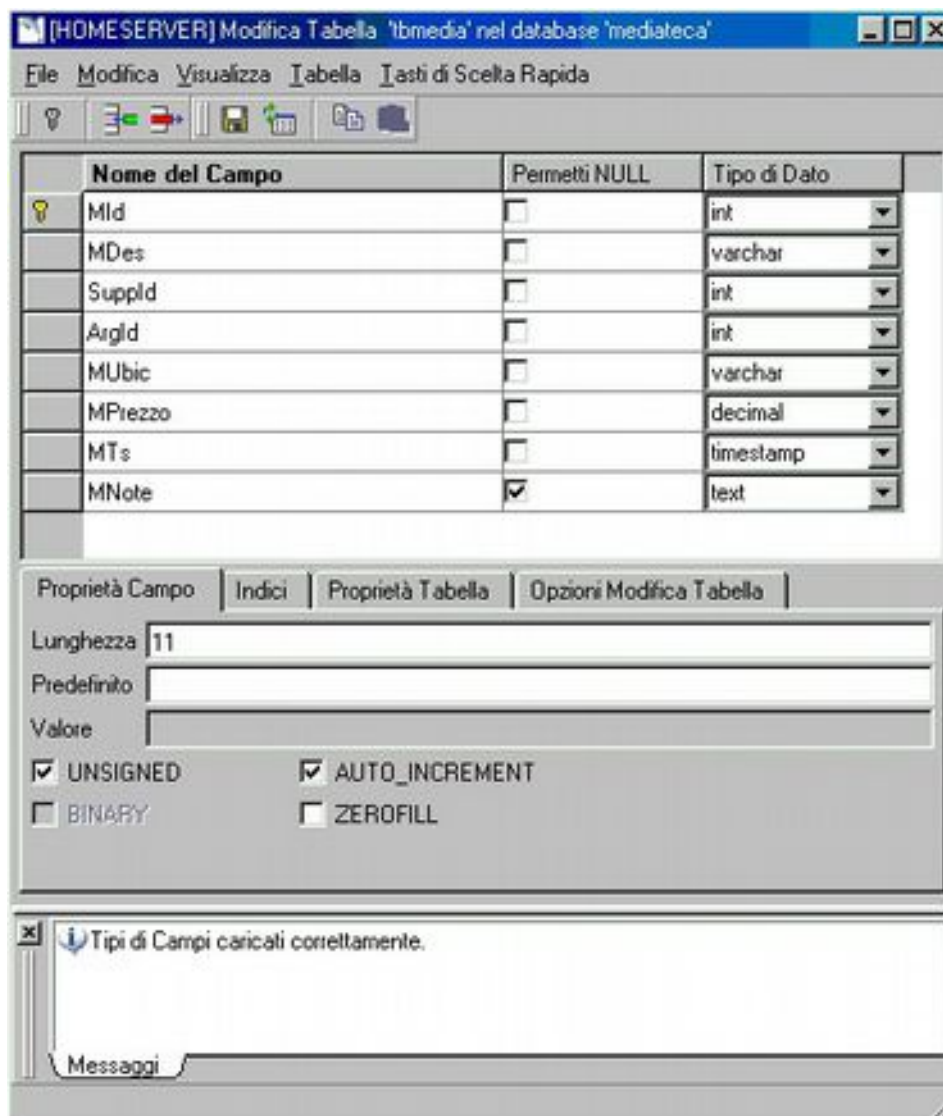 [HOMESERVER] Modifica Tabella 'tbmedia' nel database 'mediateca'
File Modifica Visualizza Tabella Tasti di Scelta Rapida
Nome del Campo Permetti NULL Tipo di Dato
MId int
MDes varchar
SuppId int
ArgId int
MUbic varchar
MPrezzo decimal
MTs timestamp
MNote text
Proprietà Campo Indici Proprietà Tabella Opzioni Modifica Tabella
Lunghezza 11
Predefinito
Valore
UNSIGNED AUTO_INCREMENT
BINARY ZEROFILL
Tipi di Campi caricati correttamente.
Messaggi